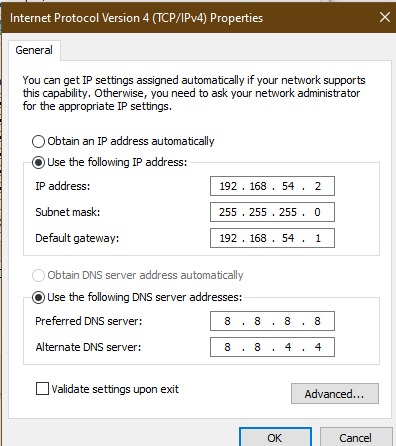 Internet Protocol Version 4 (TCP/IPv4) Properties
General
You can get IP settings assigned automatically if your network supports
this capability. Otherwise, you need to ask your network administrator
for the appropriate IP settings.
Obtain an IP address automatically
Use the following IP address:
IP address: 192 . 168 . 54 . 2
Subnet mask: 255 . 255 . 255 . 0
Default gateway: 192 . 168 . 54 . 1
Obtain DNS server address automatically
Use the following DNS server addresses:
Preferred DNS server: 8 . 8 . 8 . 8
Alternate DNS server: 8 . 8 . 4 . 4
Validate settings upon exit
Advanced...
OK Cancel